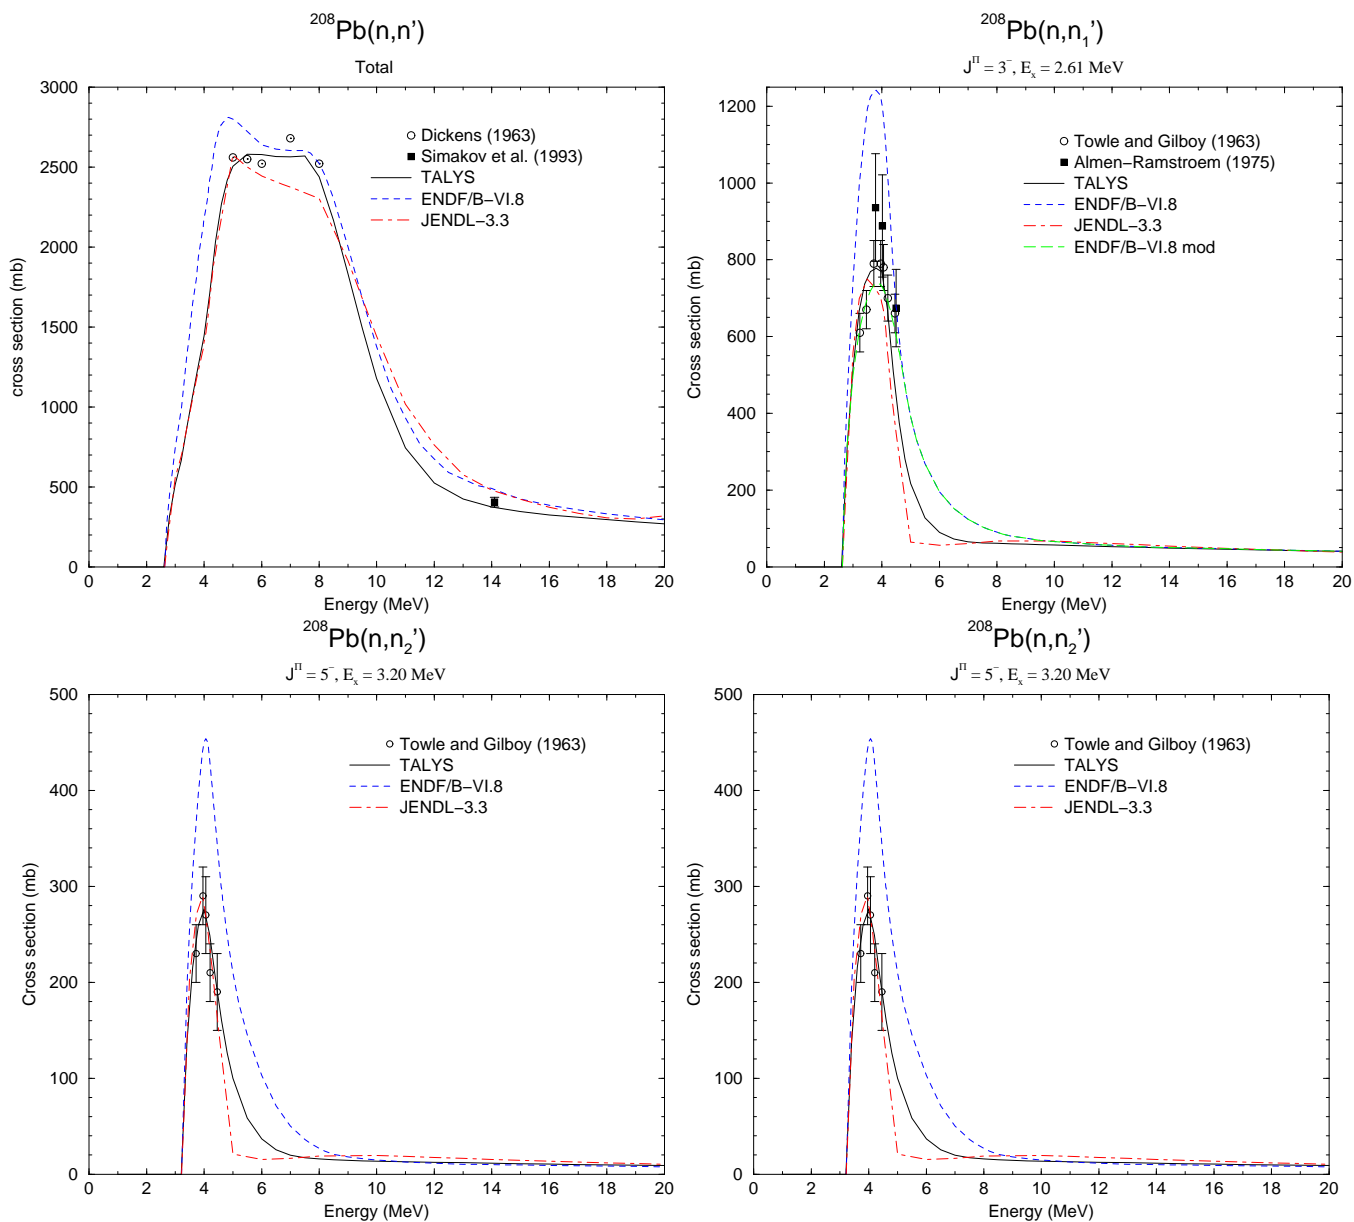 ²⁰⁸Pb(n,n’)
Total
3000
2500
2000
1500
1000
500
0
cross section (mb)
Dickens (1963)
Simakov et al. (1993)
TALYS
ENDF/B−VI.8
JENDL−3.3
0 2 4 6 8 10 12 14 16 18 20
Energy (MeV)
²⁰⁸Pb(n,n₁’)
J^Π = 3⁻, Eₓ = 2.61 MeV
1200
1000
800
600
400
200
0
Cross section (mb)
Towle and Gilboy (1963)
Almen−Ramstroem (1975)
TALYS
ENDF/B−VI.8
JENDL−3.3
ENDF/B−VI.8 mod
0 2 4 6 8 10 12 14 16 18 20
Energy (MeV)
²⁰⁸Pb(n,n₂’)
J^Π = 5⁻, Eₓ = 3.20 MeV
500
400
300
200
100
0
Cross section (mb)
Towle and Gilboy (1963)
TALYS
ENDF/B−VI.8
JENDL−3.3
0 2 4 6 8 10 12 14 16 18 20
Energy (MeV)
²⁰⁸Pb(n,n₂’)
J^Π = 5⁻, Eₓ = 3.20 MeV
500
400
300
200
100
0
Cross section (mb)
Towle and Gilboy (1963)
TALYS
ENDF/B−VI.8
JENDL−3.3
0 2 4 6 8 10 12 14 16 18 20
Energy (MeV)